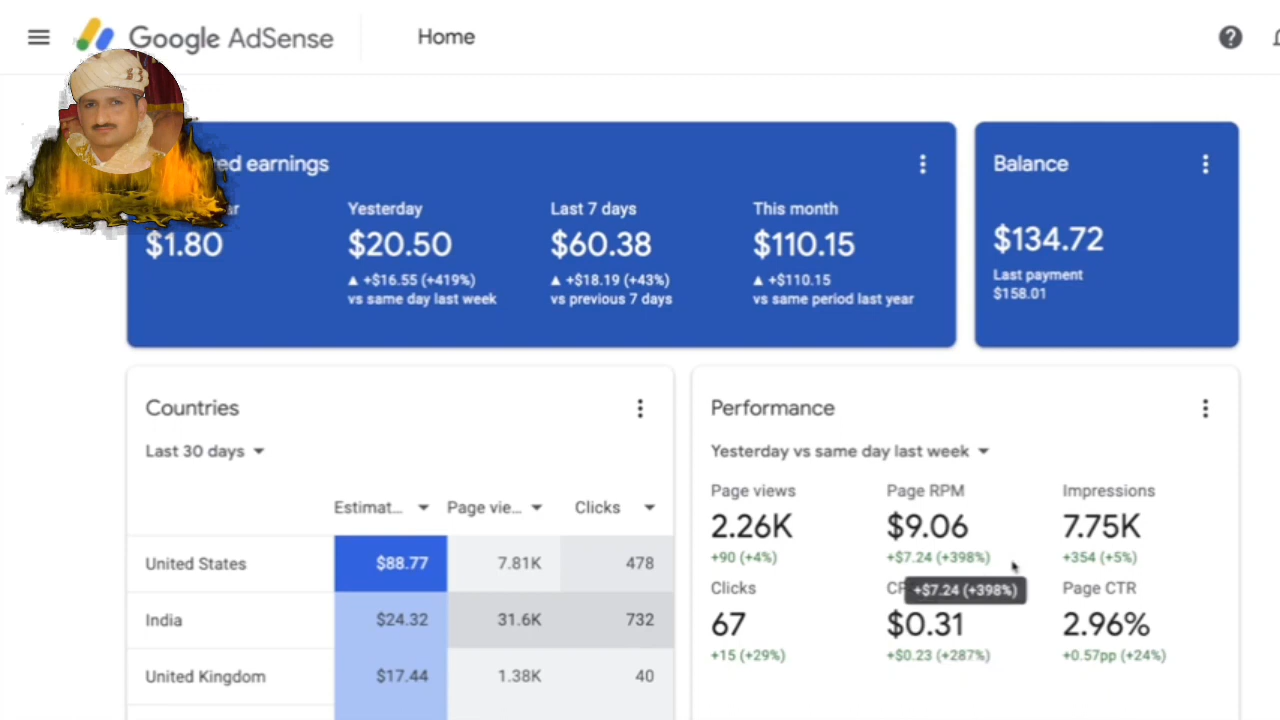 Google AdSense
Home
ed earnings
Balance
Yesterday
Last 7 days
This month
$1.80
$20.50
$60.38
$110.15
$134.72
▲ +$16.55 (+419%)
▲ +$18.19 (+43%)
▲ +$110.15
Last payment
vs same day last week
vs previous 7 days
vs same period last year
$158.01
Countries
Last 30 days
Estimat...
Page vie...
Clicks
United States
$88.77
7.81K
478
India
$24.32
31.6K
732
United Kingdom
$17.44
1.38K
40
Performance
Yesterday vs same day last week
Page views
Page RPM
Impressions
2.26K
$9.06
7.75K
+90 (+4%)
+$7.24 (+398%)
+354 (+5%)
Clicks
+$7.24 (+398%)
Page CTR
67
$0.31
2.96%
+15 (+29%)
+$0.23 (+287%)
+0.57pp (+24%)